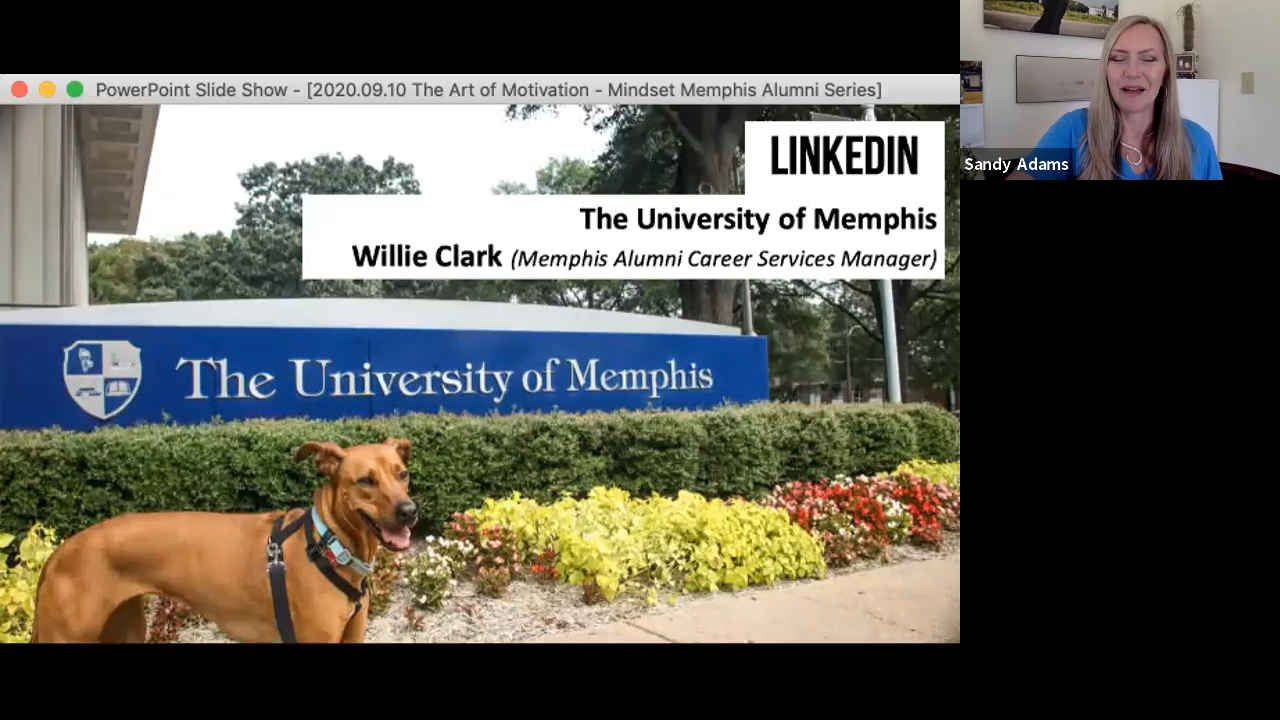 PowerPoint Slide Show - [2020.09.10 The Art of Motivation - Mindset Memphis Alumni Series]
LINKEDIN
The University of Memphis
Willie Clark (Memphis Alumni Career Services Manager)
The University of Memphis
Sandy Adams